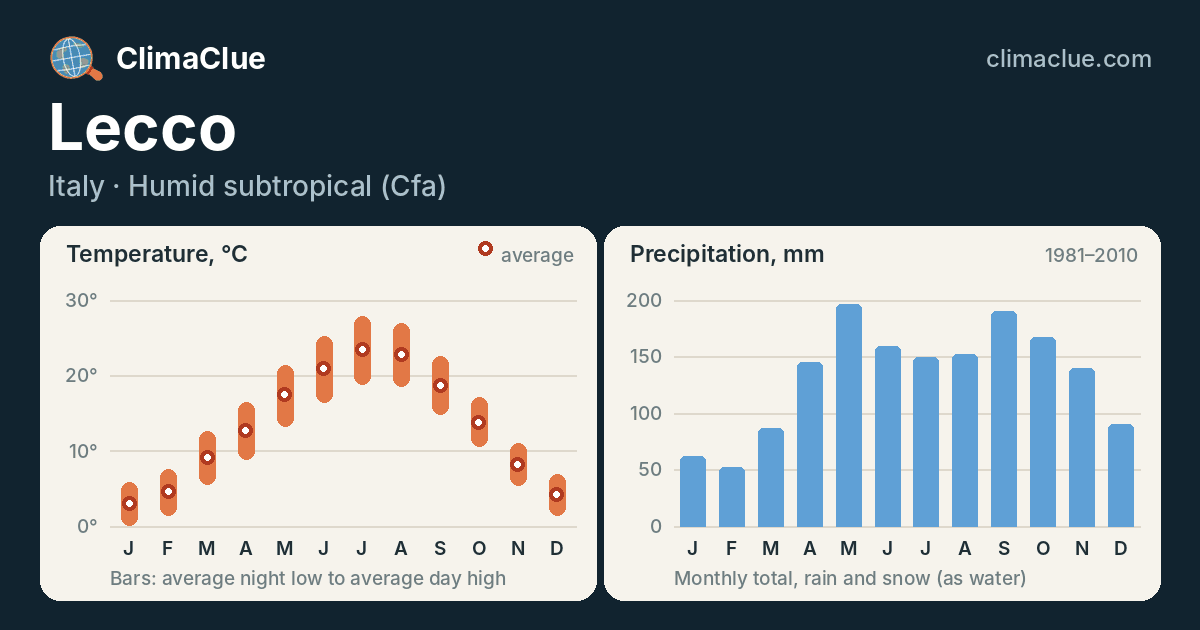 ClimaClue
climaclue.com
Lecco
Italy · Humid subtropical (Cfa)
Temperature, °C
average
30°
20°
10°
0°
J F M A M J J A S O N D
Bars: average night low to average day high
Precipitation, mm
1981–2010
200
150
100
50
0
J F M A M J J A S O N D
Monthly total, rain and snow (as water)